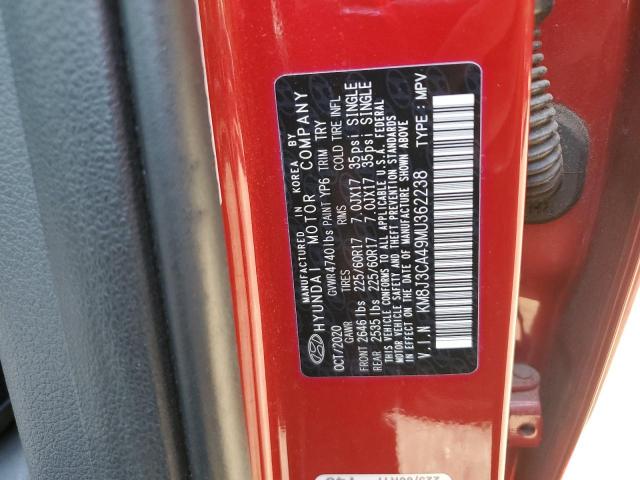 MANUFACTURED IN KOREA BY
HYUNDAI MOTOR COMPANY
OCT/2020 GVWR 4740lbs PAINT YP6 TRIM TRY
GAWR TIRES RIMS COLD TIRE INFL
FRONT 2646 lbs 225/60R17 7.0JX17 35psi SINGLE
REAR 2535 lbs 225/60R17 7.0JX17 35psi SINGLE
THIS VEHICLE CONFORMS TO ALL APPLICABLE U.S.A. FEDERAL
MOTOR VEHICLE SAFETY AND THEFT PREVENTION STANDARDS
IN EFFECT ON THE DATE OF MANUFACTURE SHOWN ABOVE
V.I.N KM8J3CA49MU362238 TYPE: MPV